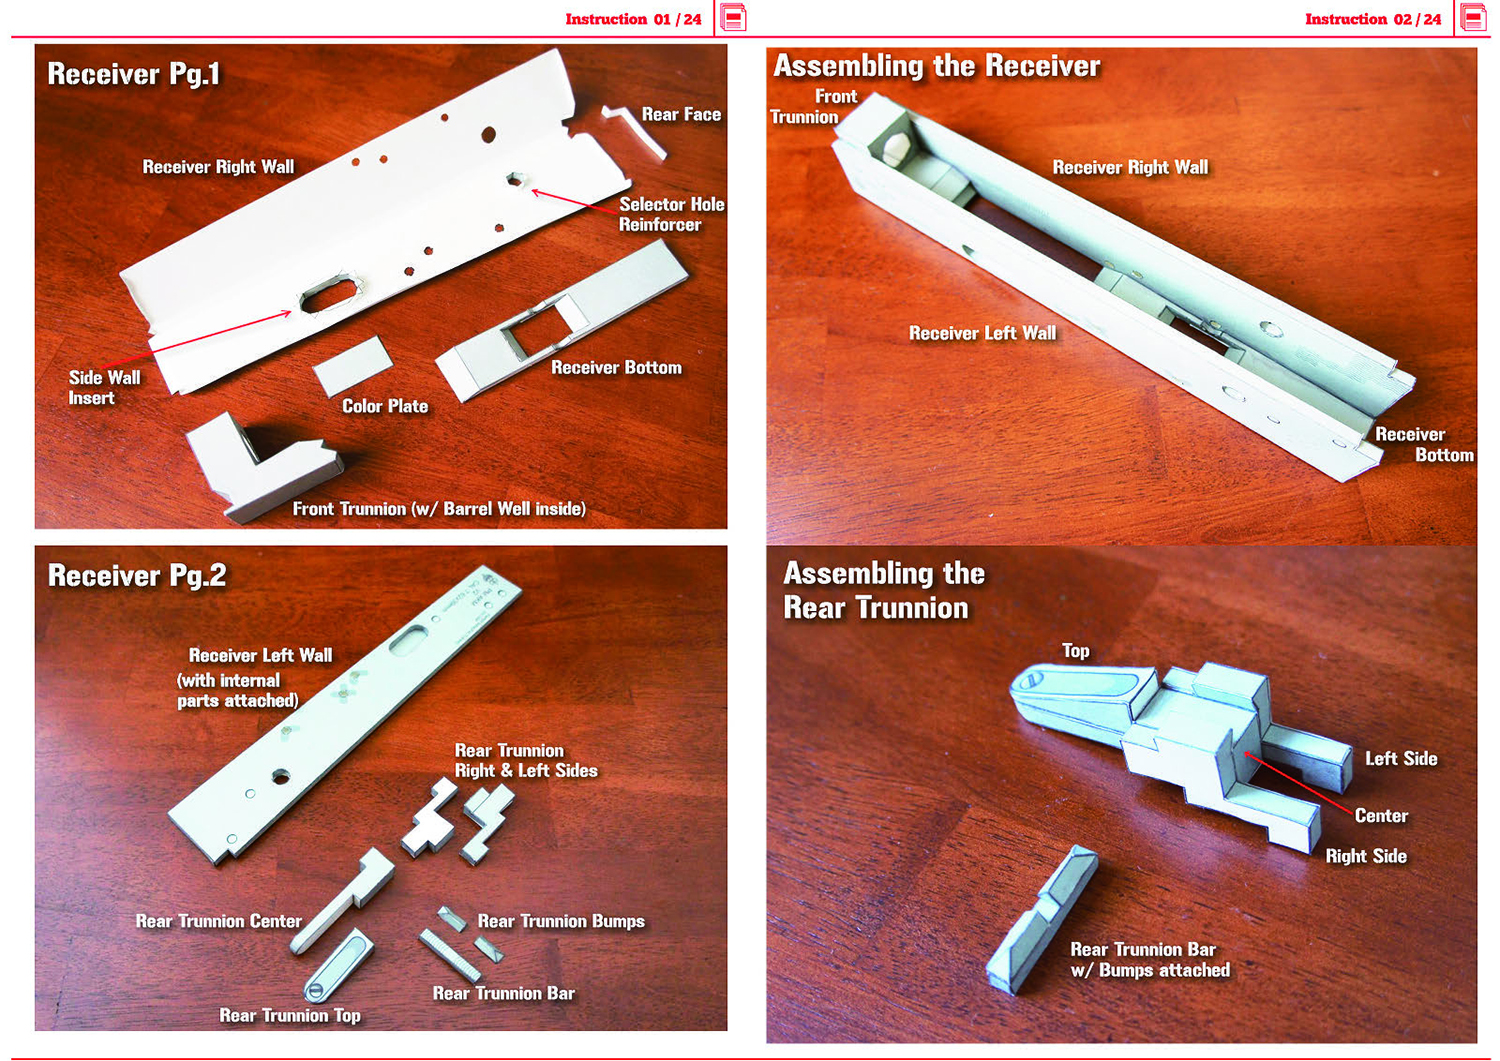 Instruction 01 / 24
Receiver Pg.1
Rear Face
Receiver Right Wall
Selector Hole
Reinforcer
Side Wall
Insert
Receiver Bottom
Color Plate
Front Trunnion (w/ Barrel Well inside)
Receiver Pg.2
Receiver Left Wall
(with internal
parts attached)
Rear Trunnion
Right & Left Sides
Rear Trunnion Center
Rear Trunnion Bumps
Rear Trunnion Bar
Rear Trunnion Top
Instruction 02 / 24
Assembling the Receiver
Front
Trunnion
Receiver Right Wall
Receiver Left Wall
Receiver
Bottom
Assembling the
Rear Trunnion
Top
Left Side
Center
Right Side
Rear Trunnion Bar
w/ Bumps attached